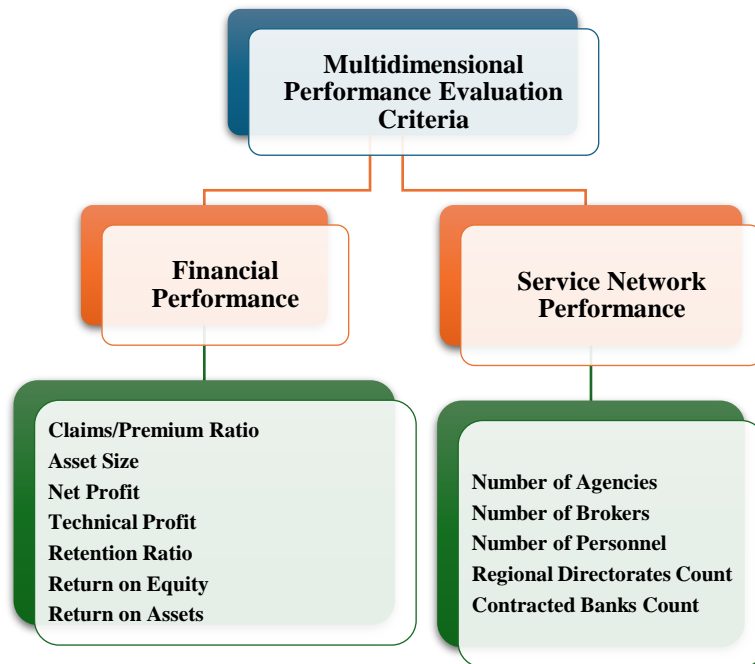 Multidimensional
Performance Evaluation
Criteria
Financial
Performance
Service Network
Performance
Claims/Premium Ratio
Asset Size
Net Profit
Technical Profit
Retention Ratio
Return on Equity
Return on Assets
Number of Agencies
Number of Brokers
Number of Personnel
Regional Directorates Count
Contracted Banks Count